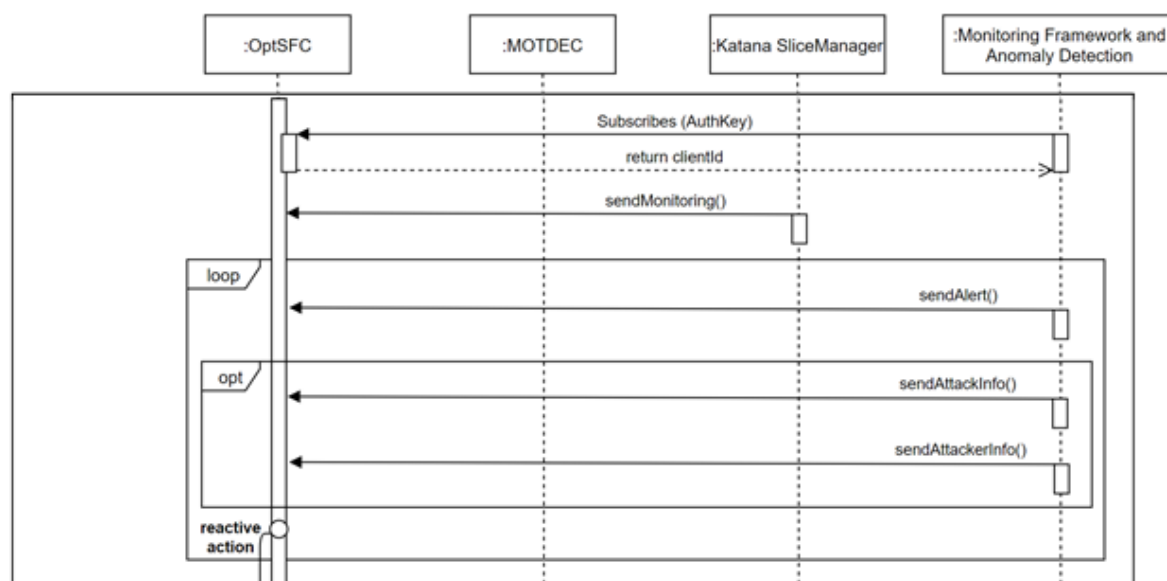 :OptSFC
:MOTDEC
:Katana SliceManager
:Monitoring Framework and
Anomaly Detection
Subscribes (AuthKey)
return clientId
sendMonitoring()
loop
sendAlert()
opt
sendAttackInfo()
sendAttackerInfo()
reactive
action